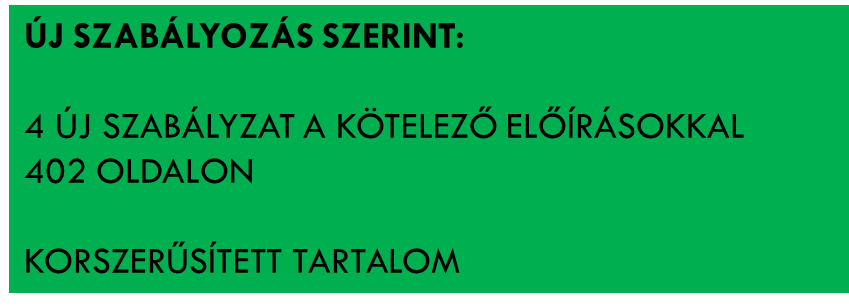 ÚJ SZABÁLYOZÁS SZERINT:
4 ÚJ SZABÁLYZAT A KÖTELEZŐ ELŐÍRÁSOKKAL
402 OLDALON
KORSZERŰSÍTETT TARTALOM